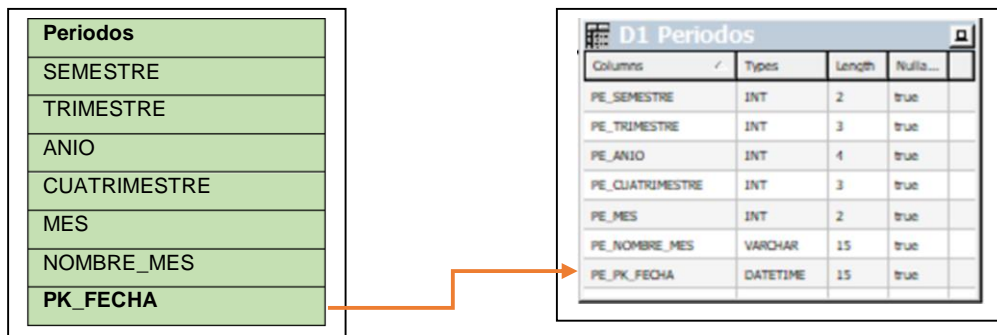 Periodos
SEMESTRE
TRIMESTRE
ANIO
CUATRIMESTRE
MES
NOMBRE_MES
PK_FECHA
D1 Periodos
Columns Types Length Nulla...
PE_SEMESTRE INT 2 true
PE_TRIMESTRE INT 3 true
PE_ANIO INT 4 true
PE_CUATRIMESTRE INT 3 true
PE_MES INT 2 true
PE_NOMBRE_MES VARCHAR 15 true
PE_PK_FECHA DATETIME 15 true